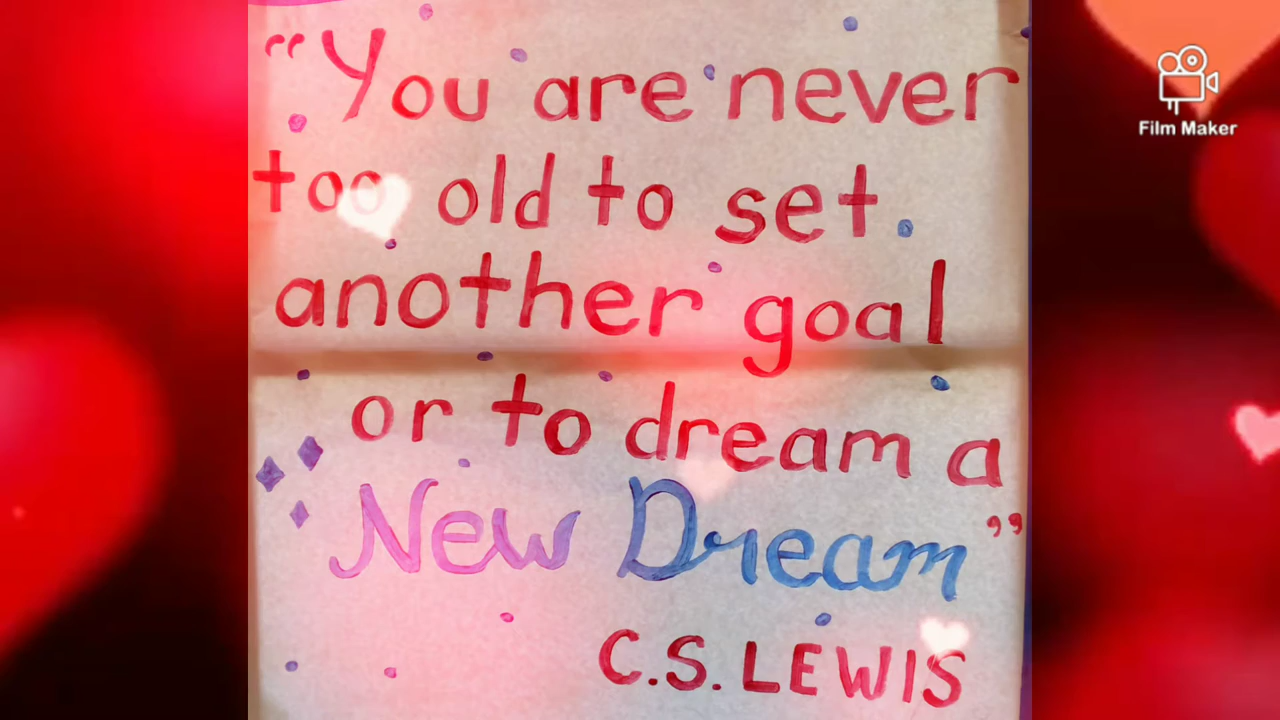 “You are never
too old to set
another goal
or to dream a
New Dream”
C.S. LEWIS
Film Maker